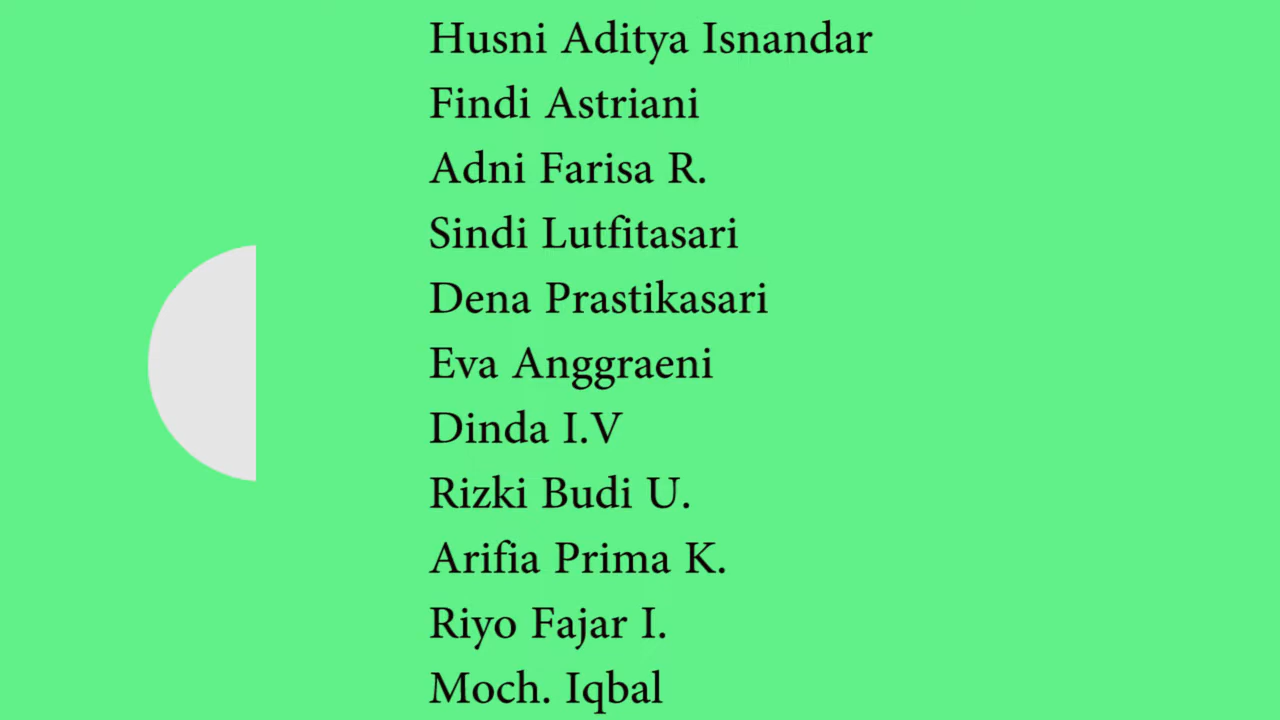 Husni Aditya Isnandar
Findi Astriani
Adni Farisa R.
Sindi Lutfitasari
Dena Prastikasari
Eva Anggraeni
Dinda I.V
Rizki Budi U.
Arifia Prima K.
Riyo Fajar I.
Moch. Iqbal